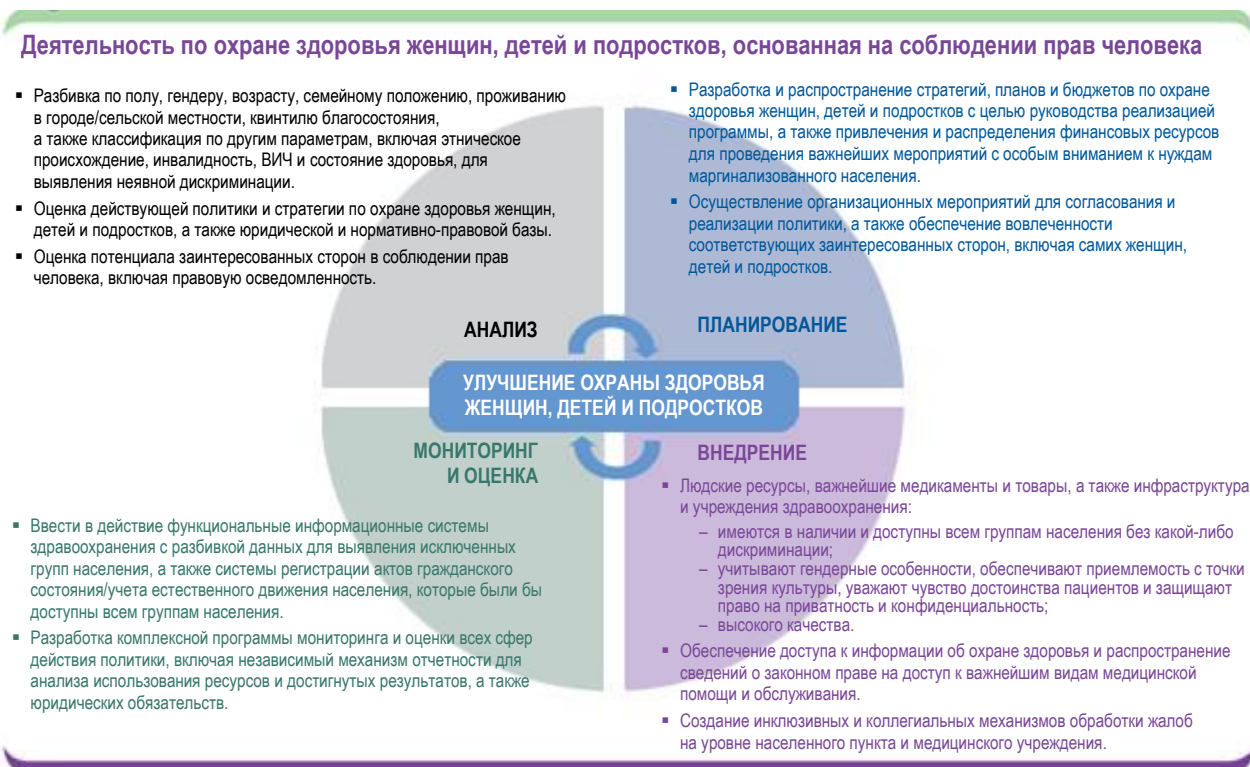 Деятельность по охране здоровья женщин, детей и подростков, основанная на соблюдении прав человека
▪ Разбивка по полу, гендеру, возрасту, семейному положению, проживанию
в городе/сельской местности, квинтилю благосостояния,
а также классификация по другим параметрам, включая этническое
происхождение, инвалидность, ВИЧ и состояние здоровья, для
выявления неявной дискриминации.
▪ Оценка действующей политики и стратегии по охране здоровья женщин,
детей и подростков, а также юридической и нормативно-правовой базы.
▪ Оценка потенциала заинтересованных сторон в соблюдении прав
человека, включая правовую осведомленность.
АНАЛИЗ
▪ Разработка и распространение стратегий, планов и бюджетов по охране
здоровья женщин, детей и подростков с целью руководства реализацией
программы, а также привлечения и распределения финансовых ресурсов
для проведения важнейших мероприятий с особым вниманием к нуждам
маргинализованного населения.
▪ Осуществление организационных мероприятий для согласования и
реализации политики, а также обеспечение вовлеченности
соответствующих заинтересованных сторон, включая самих женщин,
детей и подростков.
ПЛАНИРОВАНИЕ
УЛУЧШЕНИЕ ОХРАНЫ ЗДОРОВЬЯ
ЖЕНЩИН, ДЕТЕЙ И ПОДРОСТКОВ
МОНИТОРИНГ
И ОЦЕНКА
▪ Ввести в действие функциональные информационные системы
здравоохранения с разбивкой данных для выявления исключенных
групп населения, а также системы регистрации актов гражданского
состояния/учета естественного движения населения, которые были бы
доступны всем группам населения.
▪ Разработка комплексной программы мониторинга и оценки всех сфер
действия политики, включая независимый механизм отчетности для
анализа использования ресурсов и достигнутых результатов, а также
юридических обязательств.
ВНЕДРЕНИЕ
▪ Людские ресурсы, важнейшие медикаменты и товары, а также инфраструктура
и учреждения здравоохранения:
– имеются в наличии и доступны всем группам населения без какой-либо
дискриминации;
– учитывают гендерные особенности, обеспечивают приемлемость с точки
зрения культуры, уважают чувство достоинства пациентов и защищают
право на приватность и конфиденциальность;
– высокого качества.
▪ Обеспечение доступа к информации об охране здоровья и распространение
сведений о законном праве на доступ к важнейшим видам медицинской
помощи и обслуживания.
▪ Создание инклюзивных и коллегиальных механизмов обработки жалоб
на уровне населенного пункта и медицинского учреждения.